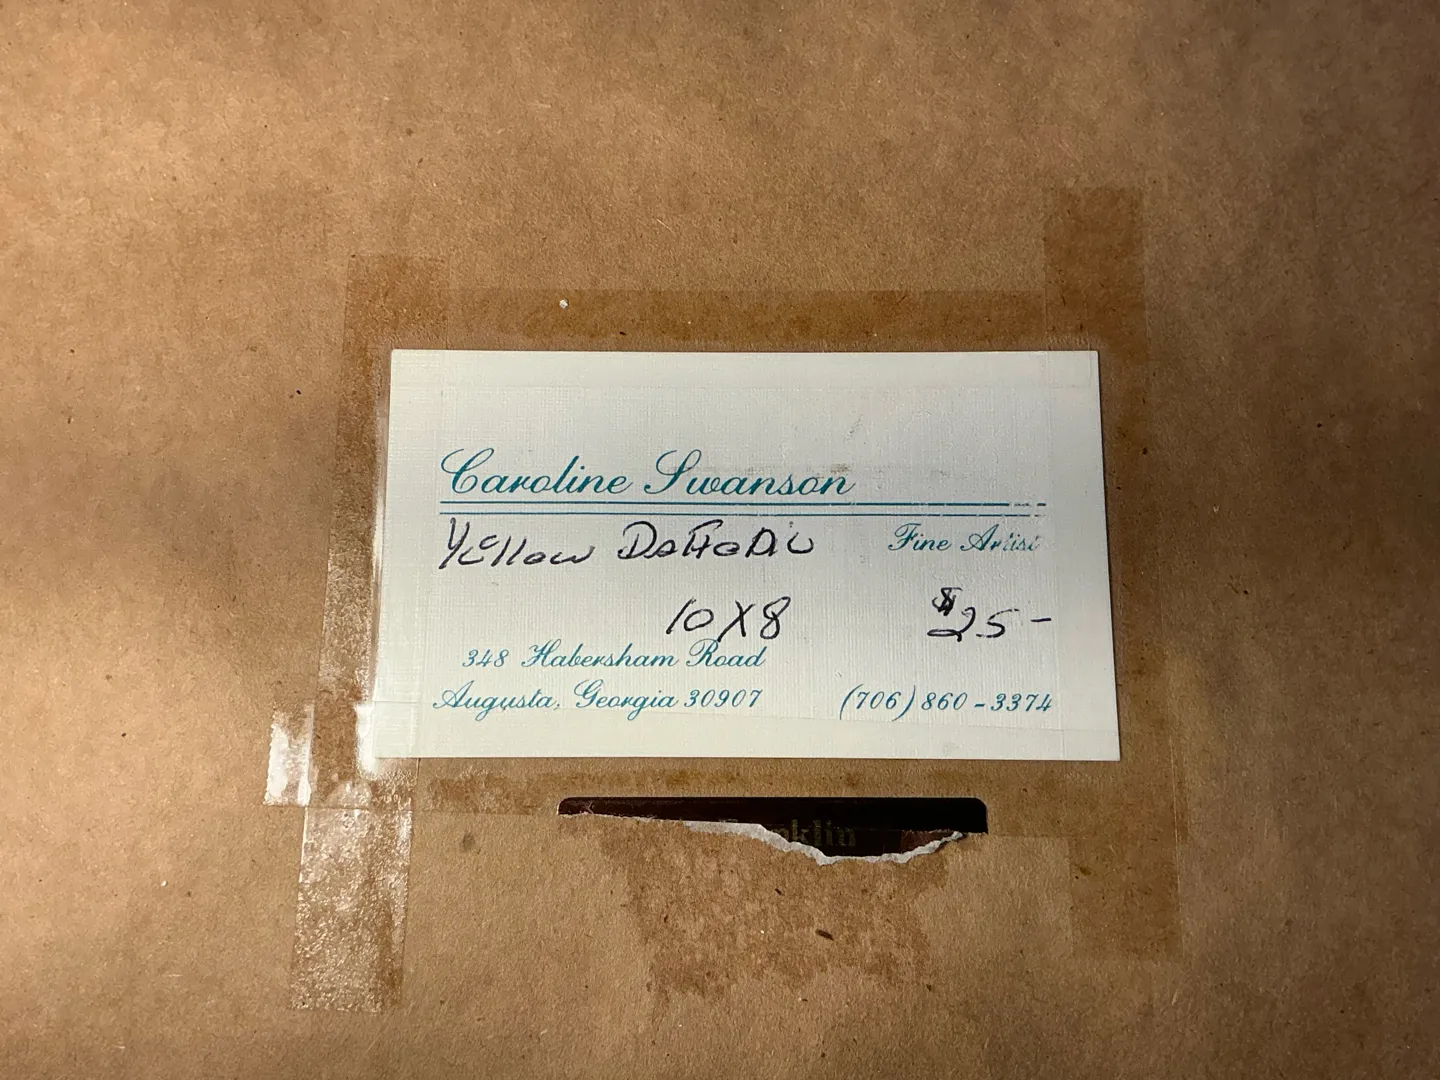 Caroline Swanson
Yellow Daffodil Fine Artist
10X8 $25-
348 Habersham Road
Augusta, Georgia 30907 (706) 860-3374